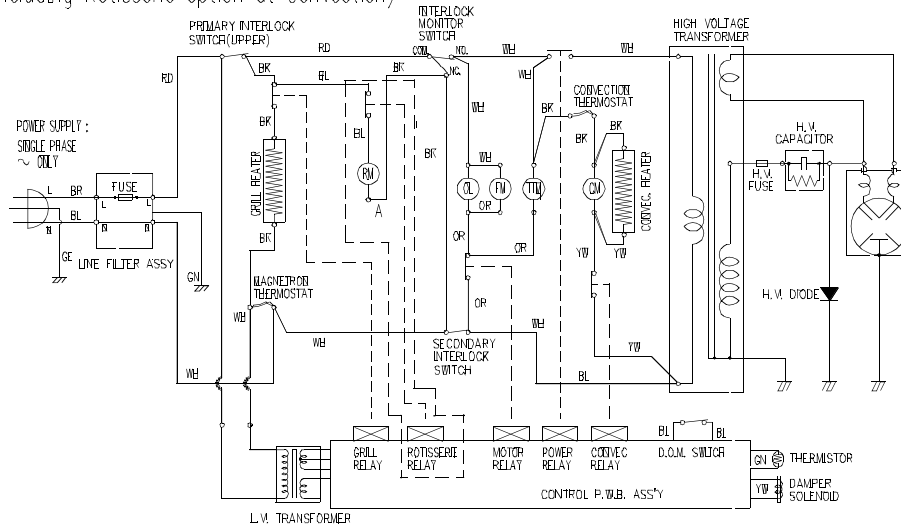 INTERLOCK
MONITOR
SWITCH
PRIMARY INTERLOCK
SWITCH(UPPER)
HIGH VOLTAGE
TRANSFORMER
RD
COM.
NO.
WH
WH
BK
BL
BK
NC.
WH
RD
BK
CONVECTION
THERMOSTAT
POWER SUPPLY :
SINGLE PHASE
~ ONLY
BK
BL
WH
BK
BK
H.V.
CAPACITOR
GRILL HEATER
BK
WH
H.V.
FUSE
L
BR
FUSE
L
L
RM
OL
FM
TTM
CM
CONVEC. HEATER
A
OR
N
BL
N
N
BK
OR
OR
YW
YW
GE
LINE FILTER ASSY
GN
MAGNETRON
THERMOSTAT
H.V. DIODE
OR
WH
WH
WH
SECONDARY
INTERLOCK
SWITCH
YW
WH
BL
GRILL
RELAY
ROTISSERIE
RELAY
MOTOR
RELAY
POWER
RELAY
CONVEC
RELAY
D.O.M. SWITCH
GN
THERMISTOR
CONTROL P.W.B. ASS'Y
YW
DAMPER
SOLENOID
L.V. TRANSFORMER